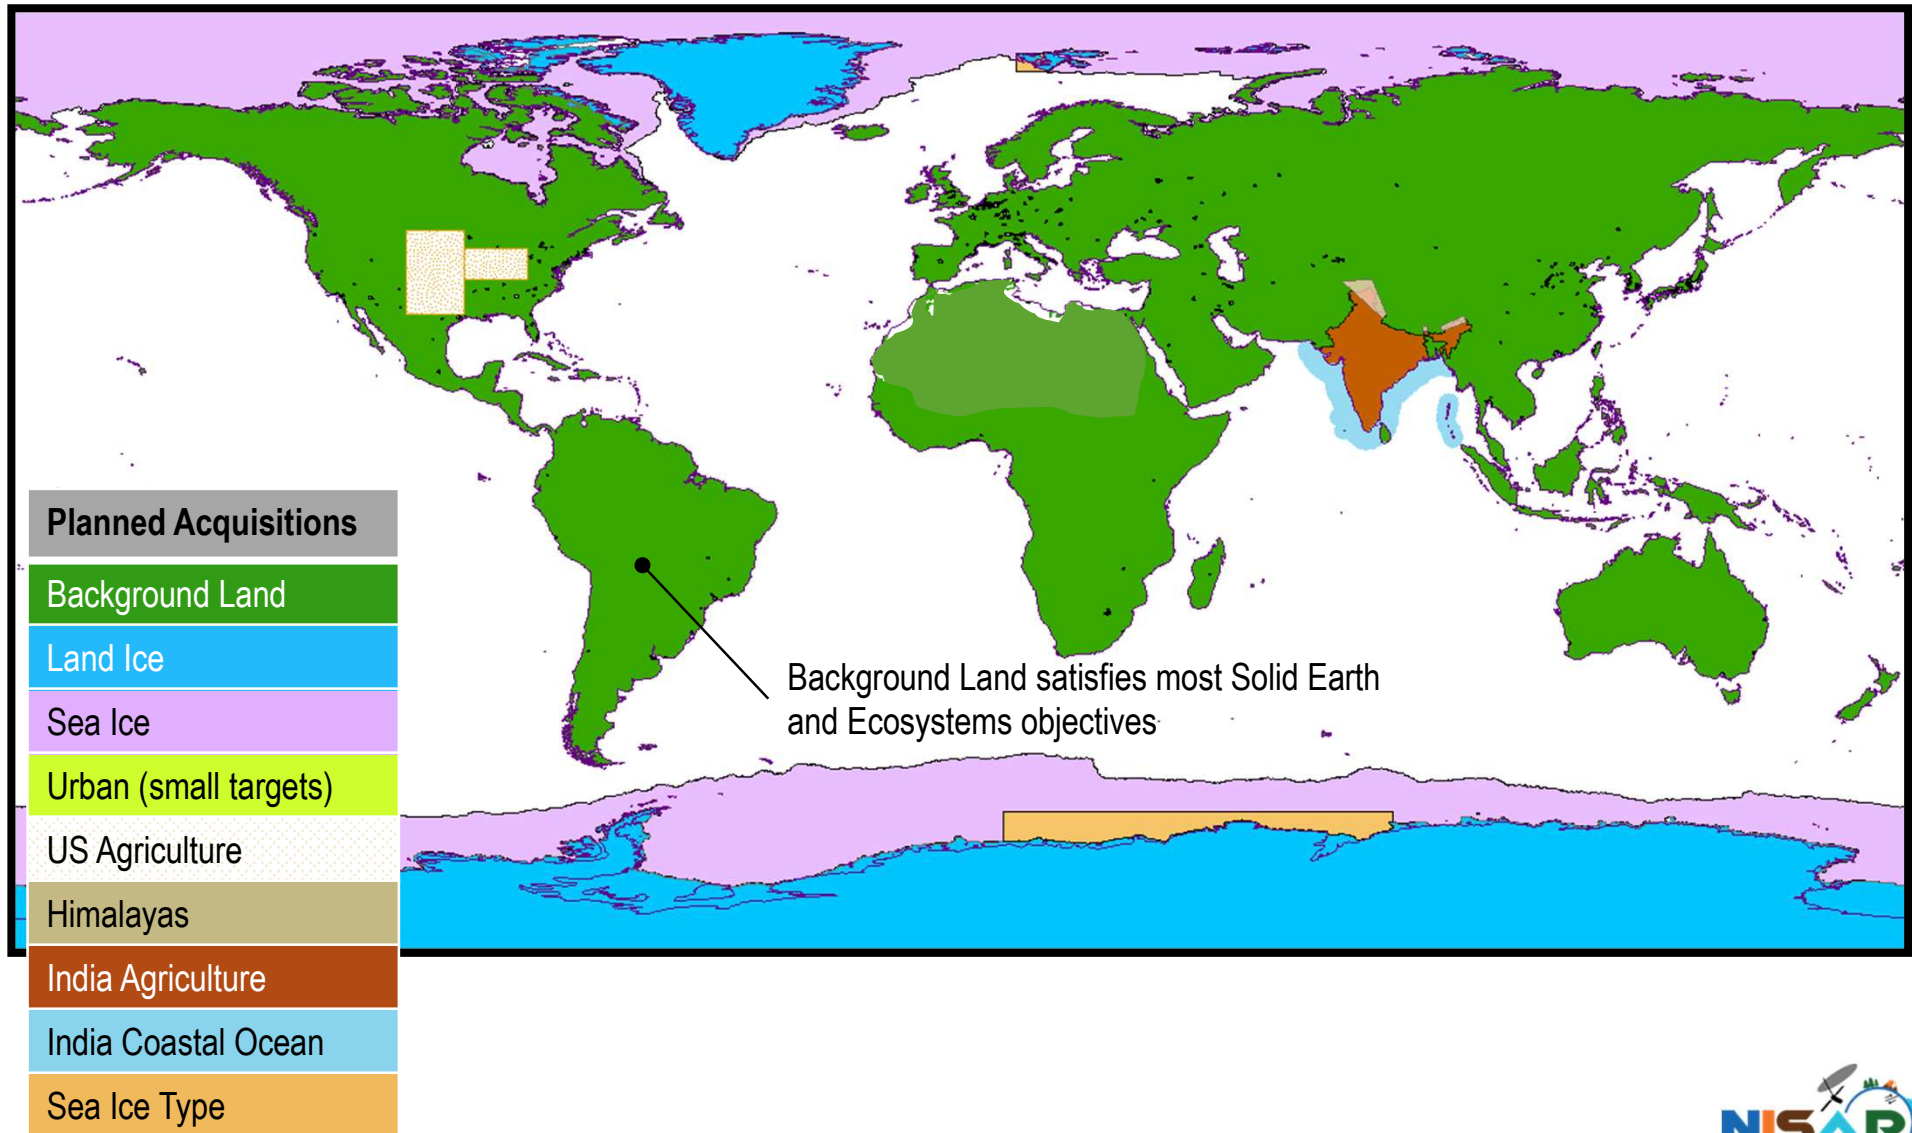 Planned Acquisitions
Background Land
Land Ice
Sea Ice
Urban (small targets)
US Agriculture
Himalayas
India Agriculture
India Coastal Ocean
Sea Ice Type
Background Land satisfies most Solid Earth
and Ecosystems objectives
NISAR